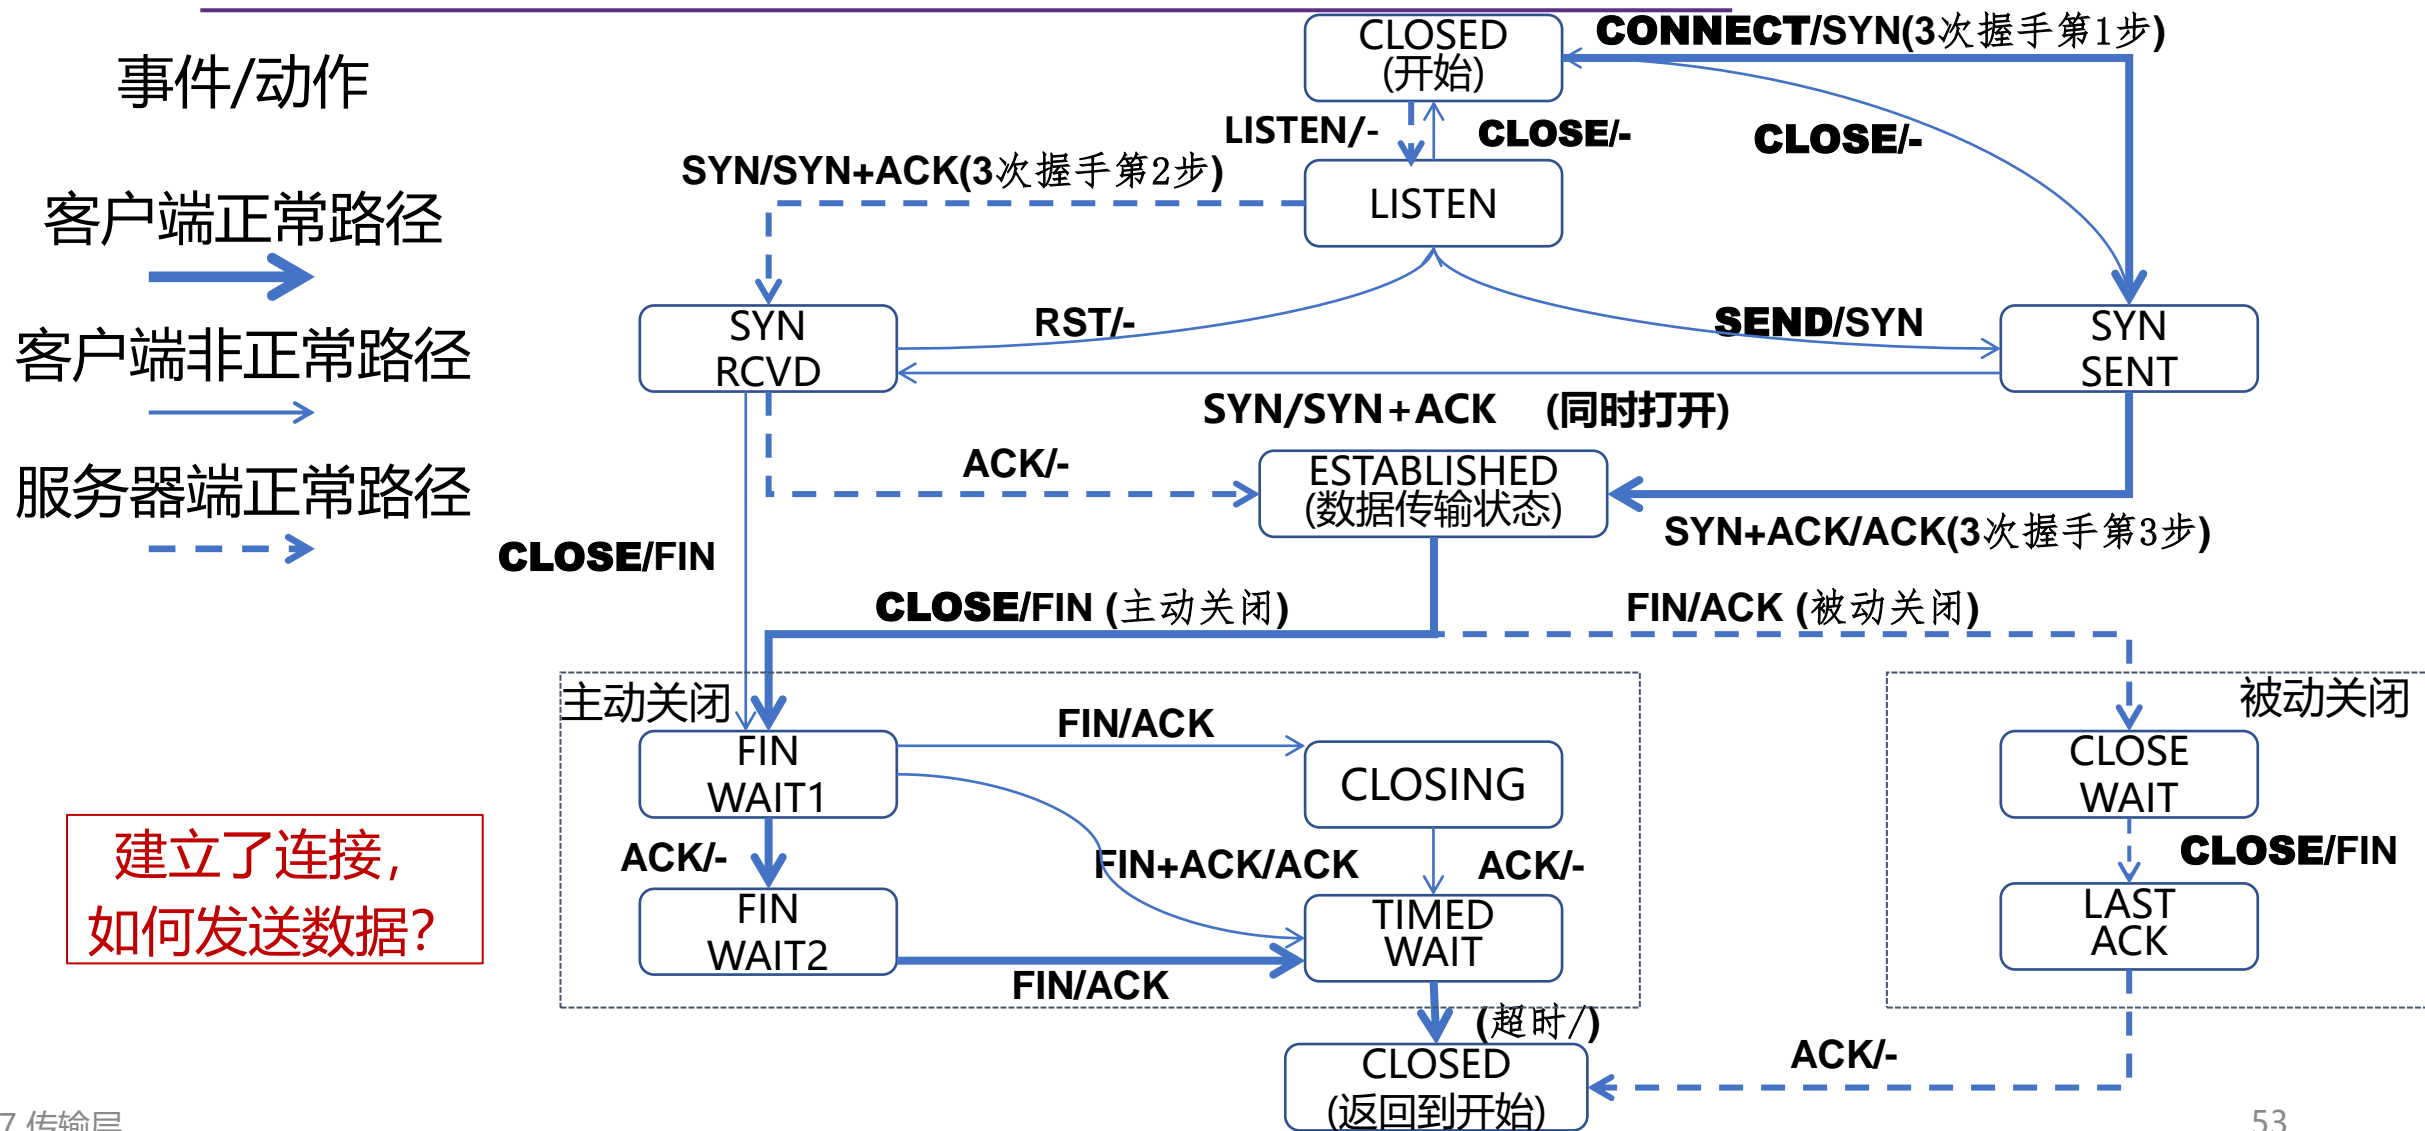 CLOSED
(开始)
CONNECT/SYN(3次握手第1步)
事件/动作
LISTEN/-
CLOSE/-
CLOSE/-
SYN/SYN+ACK(3次握手第2步)
客户端正常路径
LISTEN
SYN
RCVD
RST/-
SEND/SYN
SYN
SENT
客户端非正常路径
SYN/SYN+ACK (同时打开)
ACK/-
ESTABLISHED
(数据传输状态)
服务器端正常路径
SYN+ACK/ACK(3次握手第3步)
CLOSE/FIN
CLOSE/FIN (主动关闭)
FIN/ACK (被动关闭)
主动关闭
被动关闭
FIN
WAIT1
FIN/ACK
CLOSING
CLOSE
WAIT
建立了连接,
如何发送数据?
ACK/-
FIN+ACK/ACK
ACK/-
CLOSE/FIN
FIN
WAIT2
TIMED
WAIT
LAST
ACK
FIN/ACK
(超时/)
ACK/-
CLOSED
(返回到开始)
7 传输层
53